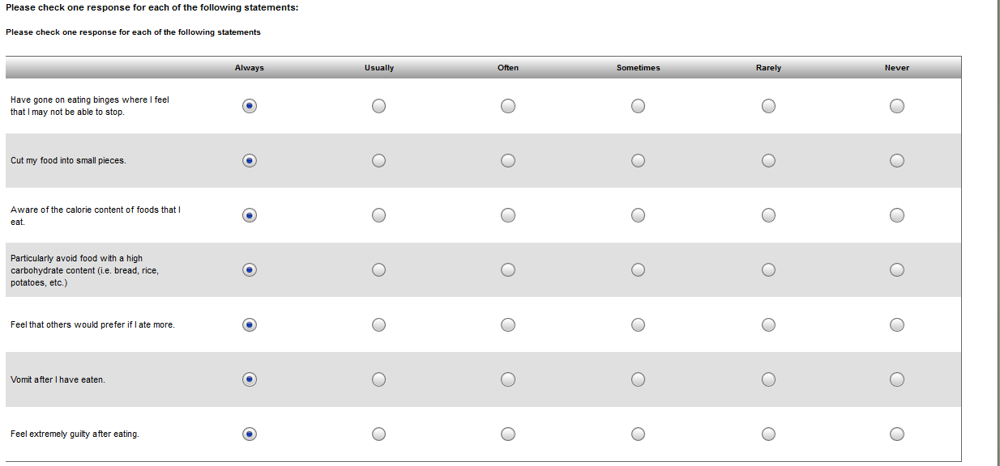 Please check one response for each of the following statements:
Please check one response for each of the following statements
Always Usually Often Sometimes Rarely Never
Have gone on eating binges where I feel
that I may not be able to stop.
Cut my food into small pieces.
Aware of the calorie content of foods that I
eat.
Particularly avoid food with a high
carbohydrate content (i.e. bread, rice,
potatoes, etc.)
Feel that others would prefer if I ate more.
Vomit after I have eaten.
Feel extremely guilty after eating.